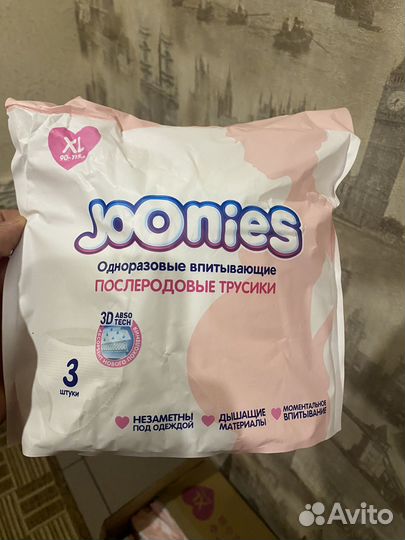 XL
JOONIES
Одноразовые впитывающие
ПОСЛЕРОДОВЫЕ ТРУСИКИ
3D ABSO
TECH
3
штуки
НЕЗАМЕТНЫ
ПОД ОДЕЖДОЙ
ДЫШАЩИЕ
МАТЕРИАЛЫ
МОМЕНТАЛЬНОЕ
ВПИТЫВАНИЕ
XL
Avito